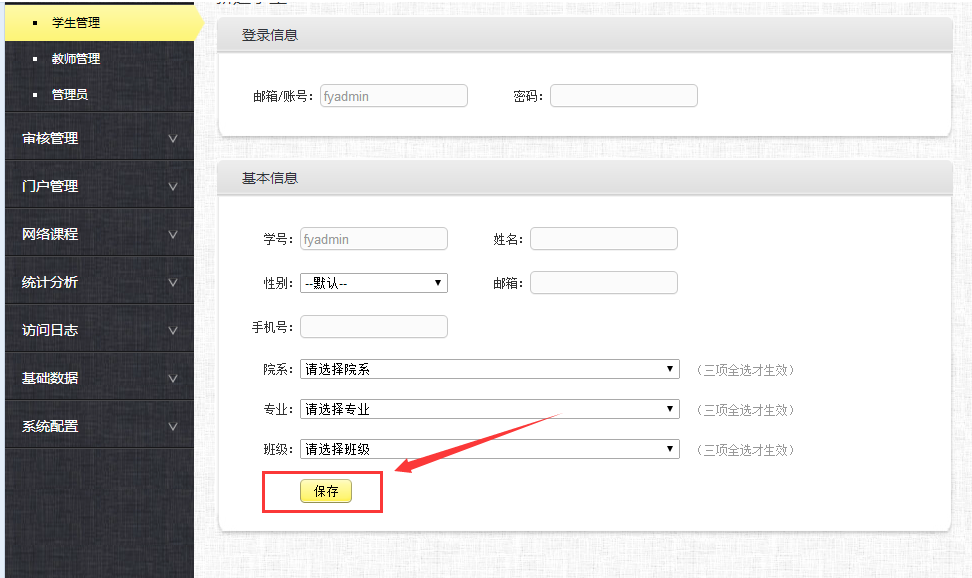 学生管理
教师管理
管理员
审核管理
门户管理
网络课程
统计分析
访问日志
基础数据
系统配置
登录信息
邮箱/账号: fyadmin 密码:
基本信息
学号: fyadmin 姓名:
性别: --默认-- 邮箱:
手机号:
院系: 请选择院系 (三项全选才生效)
专业: 请选择专业 (三项全选才生效)
班级: 请选择班级 (三项全选才生效)
保存